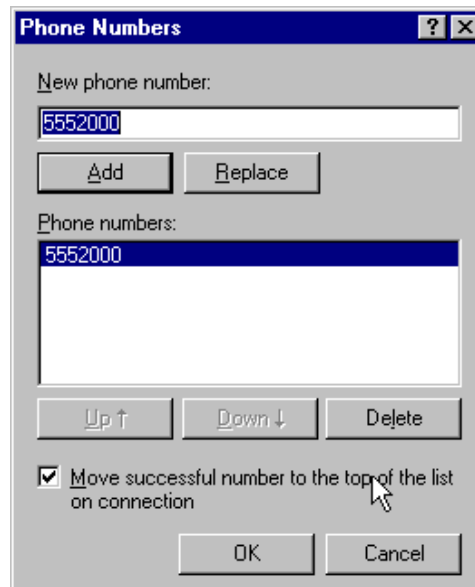 Phone Numbers
New phone number:
5552000
Add Replace
Phone numbers:
5552000
Up ↑ Down ↓ Delete
Move successful number to the top of the list
on connection
OK Cancel